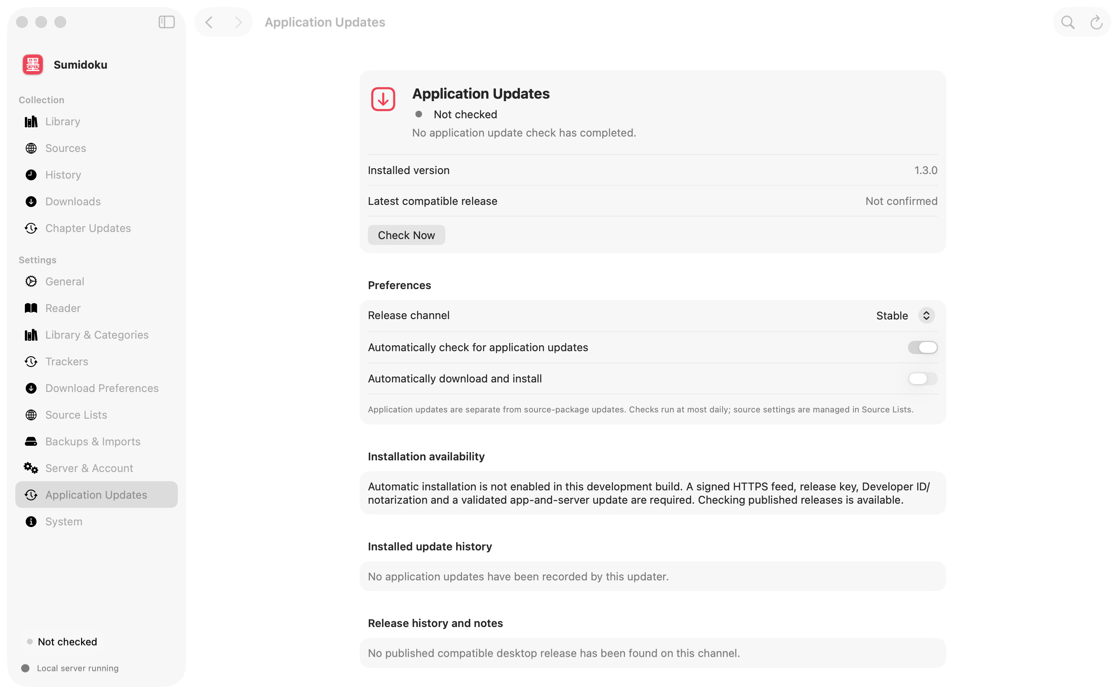 Application Updates
墨
Sumidoku
Collection
Library
Sources
History
Downloads
Chapter Updates
Settings
General
Reader
Library & Categories
Trackers
Download Preferences
Source Lists
Backups & Imports
Server & Account
Application Updates
System
Not checked
Local server running
Application Updates
Not checked
No application update check has completed.
Installed version 1.3.0
Latest compatible release Not confirmed
Check Now
Preferences
Release channel Stable
Automatically check for application updates
Automatically download and install
Application updates are separate from source-package updates. Checks run at most daily; source settings are managed in Source Lists.
Installation availability
Automatic installation is not enabled in this development build. A signed HTTPS feed, release key, Developer ID/
notarization and a validated app-and-server update are required. Checking published releases is available.
Installed update history
No application updates have been recorded by this updater.
Release history and notes
No published compatible desktop release has been found on this channel.